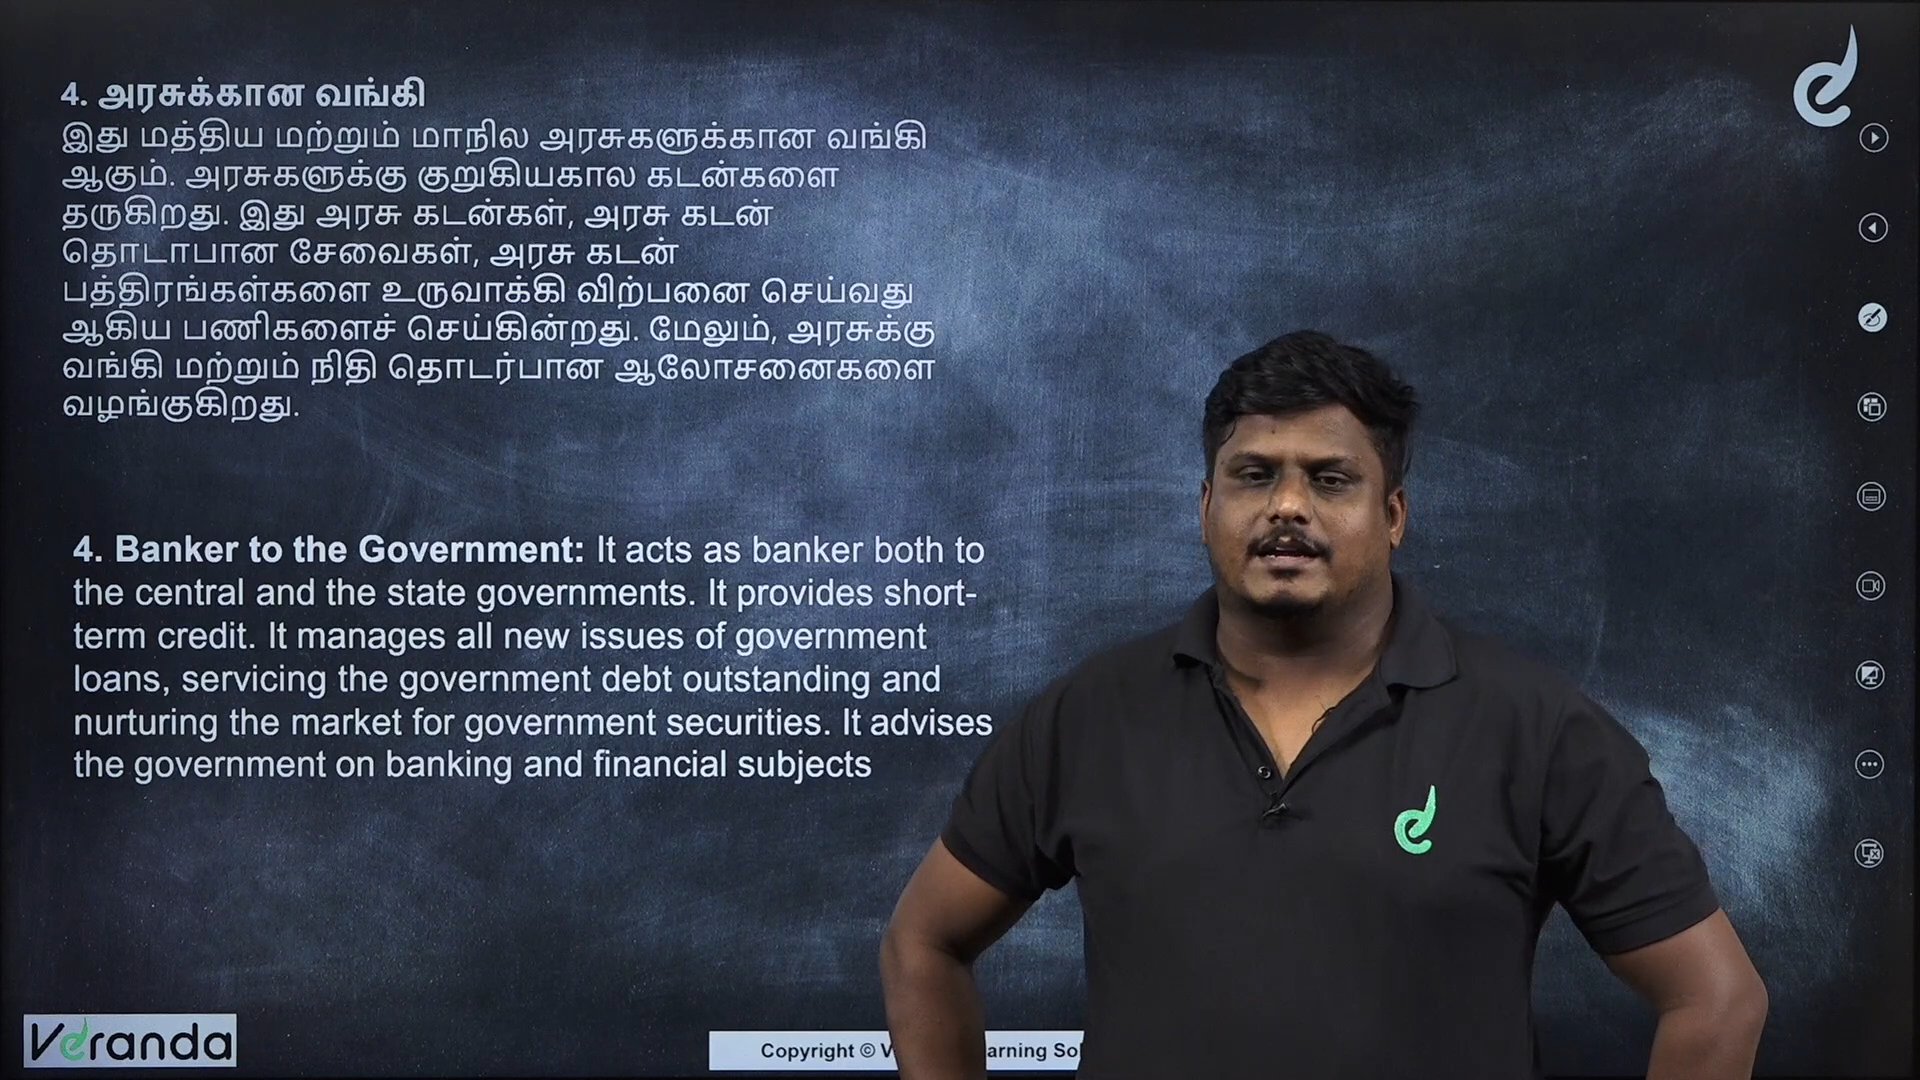 4. அரசுக்கான வங்கி
இது மத்திய மற்றும் மாநில அரசுகளுக்கான வங்கி
ஆகும். அரசுகளுக்கு குறுகியகால கடன்களை
தருகிறது. இது அரசு கடன்கள், அரசு கடன்
தொடாபான சேவைகள், அரசு கடன்
பத்திரங்கள்களை உருவாக்கி விற்பனை செய்வது
ஆகிய பணிகளைச் செய்கின்றது. மேலும், அரசுக்கு
வங்கி மற்றும் நிதி தொடர்பான ஆலோசனைகளை
வழங்குகிறது.
4. Banker to the Government: It acts as banker both to
the central and the state governments. It provides short-
term credit. It manages all new issues of government
loans, servicing the government debt outstanding and
nurturing the market for government securities. It advises
the government on banking and financial subjects
Veranda
Copyright ©